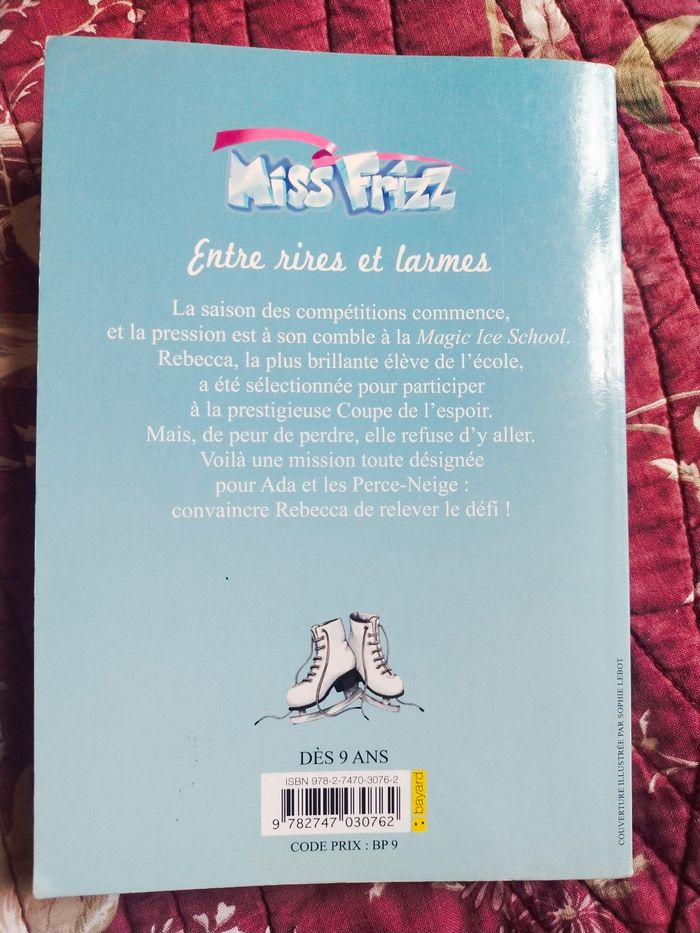 Miss Frizz
Entre rires et larmes
La saison des compétitions commence,
et la pression est à son comble à la Magic Ice School.
Rebecca, la plus brillante élève de l'école,
a été sélectionnée pour participer
à la prestigieuse Coupe de l'espoir.
Mais, de peur de perdre, elle refuse d'y aller.
Voilà une mission toute désignée
pour Ada et les Perce-Neige :
convaincre Rebecca de relever le défi !
DÈS 9 ANS
ISBN 978-2-7470-3076-2
9 782747 030762
bayard
CODE PRIX : BP 9
COUVERTURE ILLUSTRÉE PAR SOPHIE LEBOT